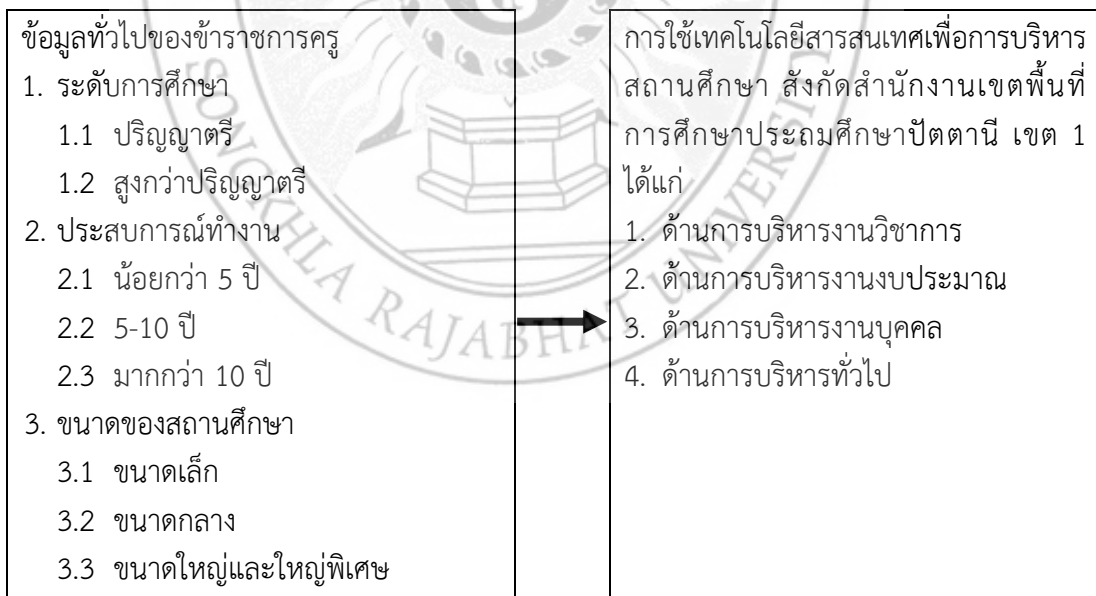 ข้อมูลทั่วไปของข้าราชการครู
1. ระดับการศึกษา
1.1 ปริญญาตรี
1.2 สูงกว่าปริญญาตรี
2. ประสบการณ์ทำงาน
2.1 น้อยกว่า 5 ปี
2.2 5-10 ปี
2.3 มากกว่า 10 ปี
3. ขนาดของสถานศึกษา
3.1 ขนาดเล็ก
3.2 ขนาดกลาง
3.3 ขนาดใหญ่และใหญ่พิเศษ
การใช้เทคโนโลยีสารสนเทศเพื่อการบริหาร
สถานศึกษา สังกัดสำนักงานเขตพื้นที่
การศึกษาประถมศึกษาปัตตานี เขต 1
ได้แก่
1. ด้านการบริหารงานวิชาการ
2. ด้านการบริหารงานงบประมาณ
3. ด้านการบริหารงานบุคคล
4. ด้านการบริหารทั่วไป
SONGKHLA RAJABHAT UNIVERSITY